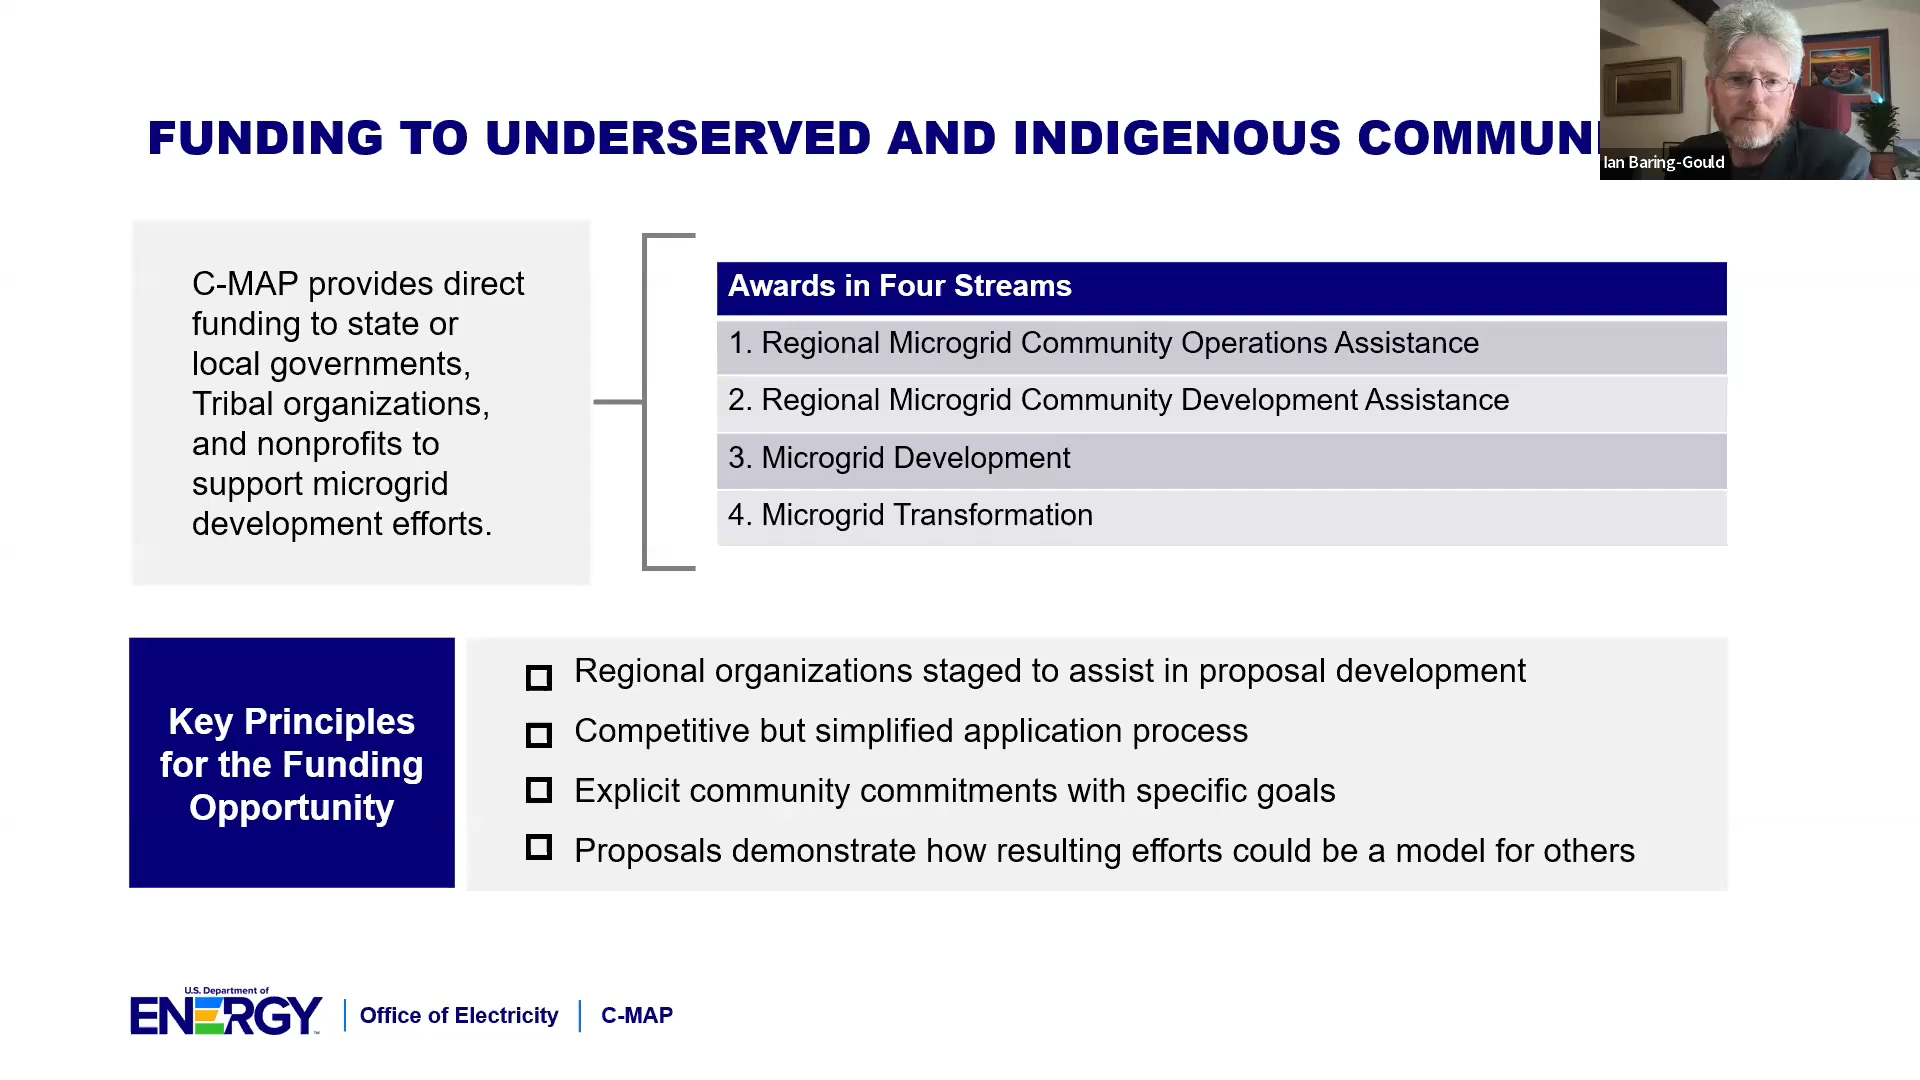 FUNDING TO UNDERSERVED AND INDIGENOUS
Ian Baring-Gould
C-MAP provides direct
funding to state or
local governments,
Tribal organizations,
and nonprofits to
support microgrid
development efforts.
Awards in Four Streams
1. Regional Microgrid Community Operations Assistance
2. Regional Microgrid Community Development Assistance
3. Microgrid Development
4. Microgrid Transformation
Key Principles
for the Funding
Opportunity
Regional organizations staged to assist in proposal development
Competitive but simplified application process
Explicit community commitments with specific goals
Proposals demonstrate how resulting efforts could be a model for others
U.S. Department of
ENERGY
Office of Electricity
C-MAP